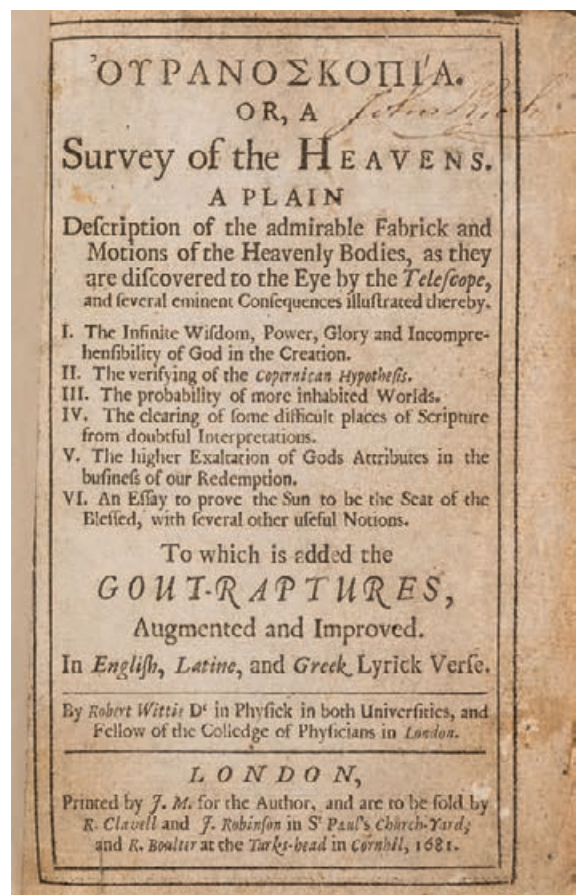 ὈΥΡΑΝΟΣΚΟΠΙ´Α.
OR, A
Survey of the HEAVENS.
A PLAIN
Deſcription of the admirable Fabrick and
Motions of the Heavenly Bodies, as they
are diſcovered to the Eye by the Teleſcope,
and ſeveral eminent Conſequences illuſtrated thereby.
I. The Infinite Wiſdom, Power, Glory and Incompre-
henſibility of God in the Creation.
II. The verifying of the Copernican Hypotheſis.
III. The probability of more inhabited Worlds.
IV. The clearing of ſome difficult places of Scripture
from doubtful Interpretations.
V. The higher Exaltation of Gods Attributes in the
buſineſs of our Redemption.
VI. An Eſſay to prove the Sun to be the Seat of the
Bleſſed, with ſeveral other uſeful Notions.
To which is added the
GOUT-RAPTURES,
Augmented and Improved.
In Engliſh, Latine, and Greek Lyrick Verſe.
By Robert Wittie Dʳ in Phyſick in both Univerſities, and
Fellow of the Colledge of Phyſicians in London.
LONDON,
Printed by J. M. for the Author, and are to be ſold by
R. Clavell and J. Robinſon in Sᵗ Paul's Church-Yard;
and R. Boulter at the Turks-head in Cornhil, 1681.